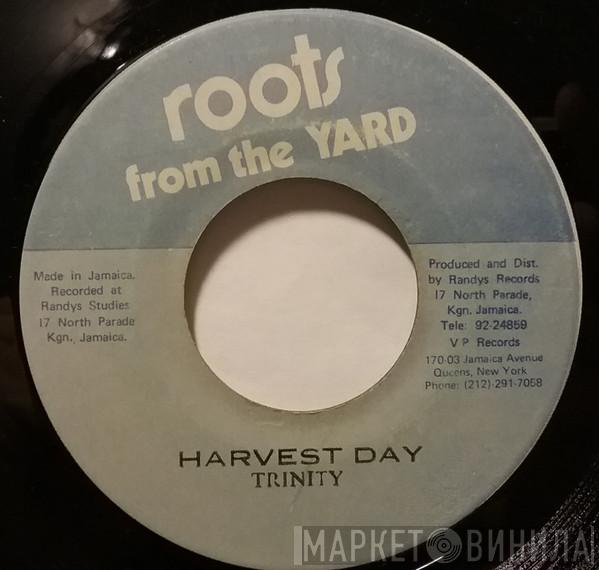 roots
from the YARD
Made in Jamaica.
Recorded at
Randys Studies
17 North Parade
Kgn., Jamaica.
Produced and Dist.
by Randys Records
17 North Parade,
Kgn. Jamaica.
Tele: 92-24859
V P Records
170-03 Jamaica Avenue
Queens, New York
Phone: (212)-291-7058
HARVEST DAY
TRINITY
МАРКЕТ ВИНИЛА